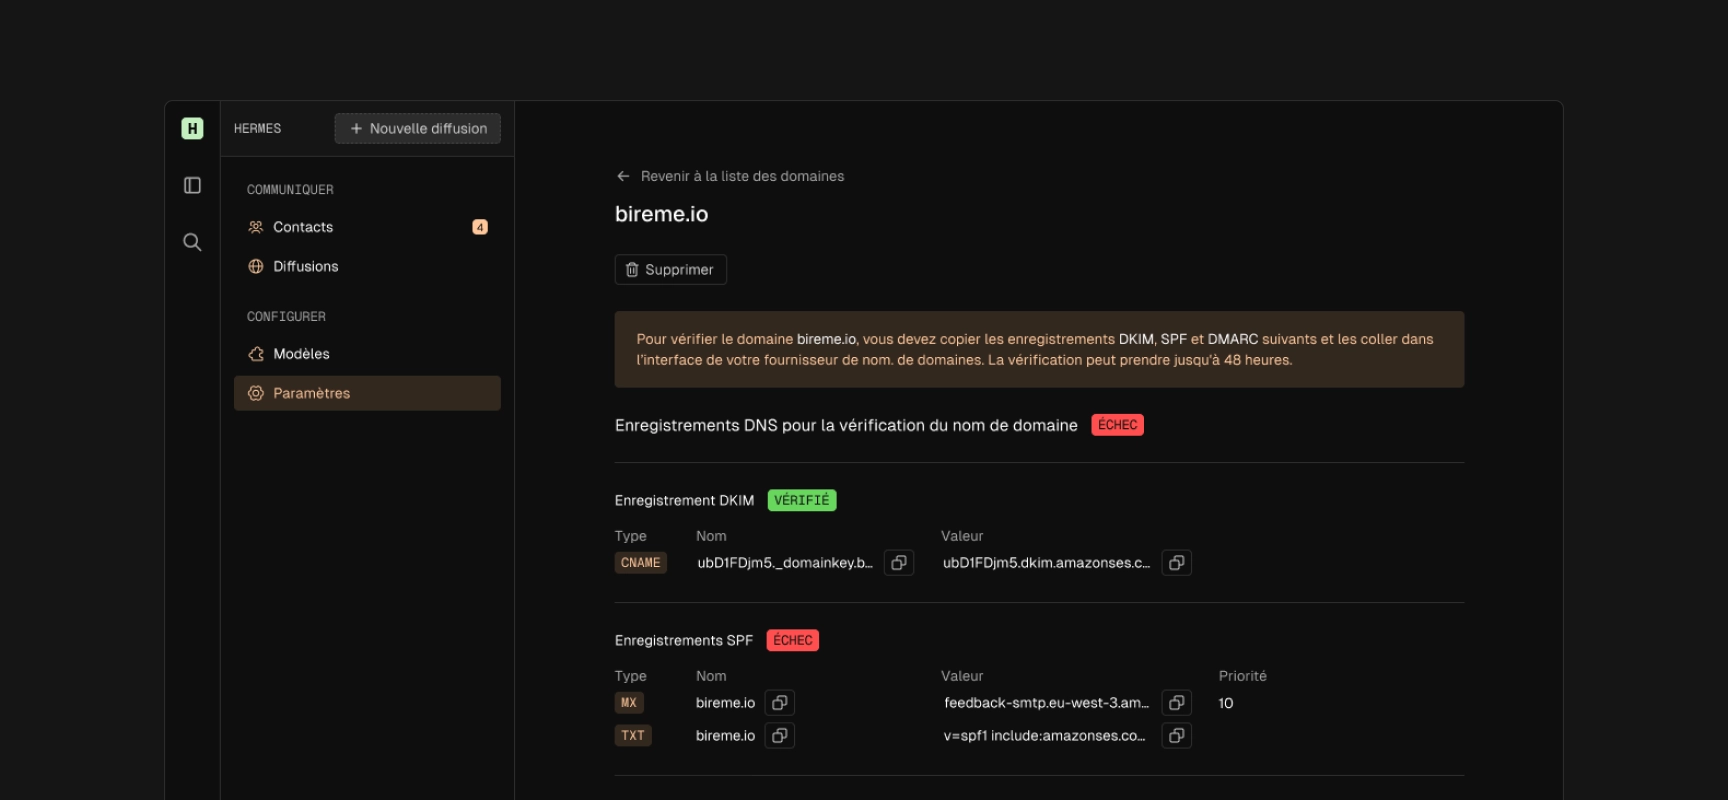 H
HERMES
+ Nouvelle diffusion
COMMUNIQUER
Contacts
4
Diffusions
CONFIGURER
Modèles
Paramètres
← Revenir à la liste des domaines
bireme.io
Supprimer
Pour vérifier le domaine bireme.io, vous devez copier les enregistrements DKIM, SPF et DMARC suivants et les coller dans
l'interface de votre fournisseur de nom. de domaines. La vérification peut prendre jusqu'à 48 heures.
Enregistrements DNS pour la vérification du nom de domaine ÉCHEC
Enregistrement DKIM VÉRIFIÉ
Type Nom Valeur
CNAME ubD1FDjm5._domainkey.b... ubD1FDjm5.dkim.amazonses.c...
Enregistrements SPF ÉCHEC
Type Nom Valeur Priorité
MX bireme.io feedback-smtp.eu-west-3.am... 10
TXT bireme.io v=spf1 include:amazonses.co...